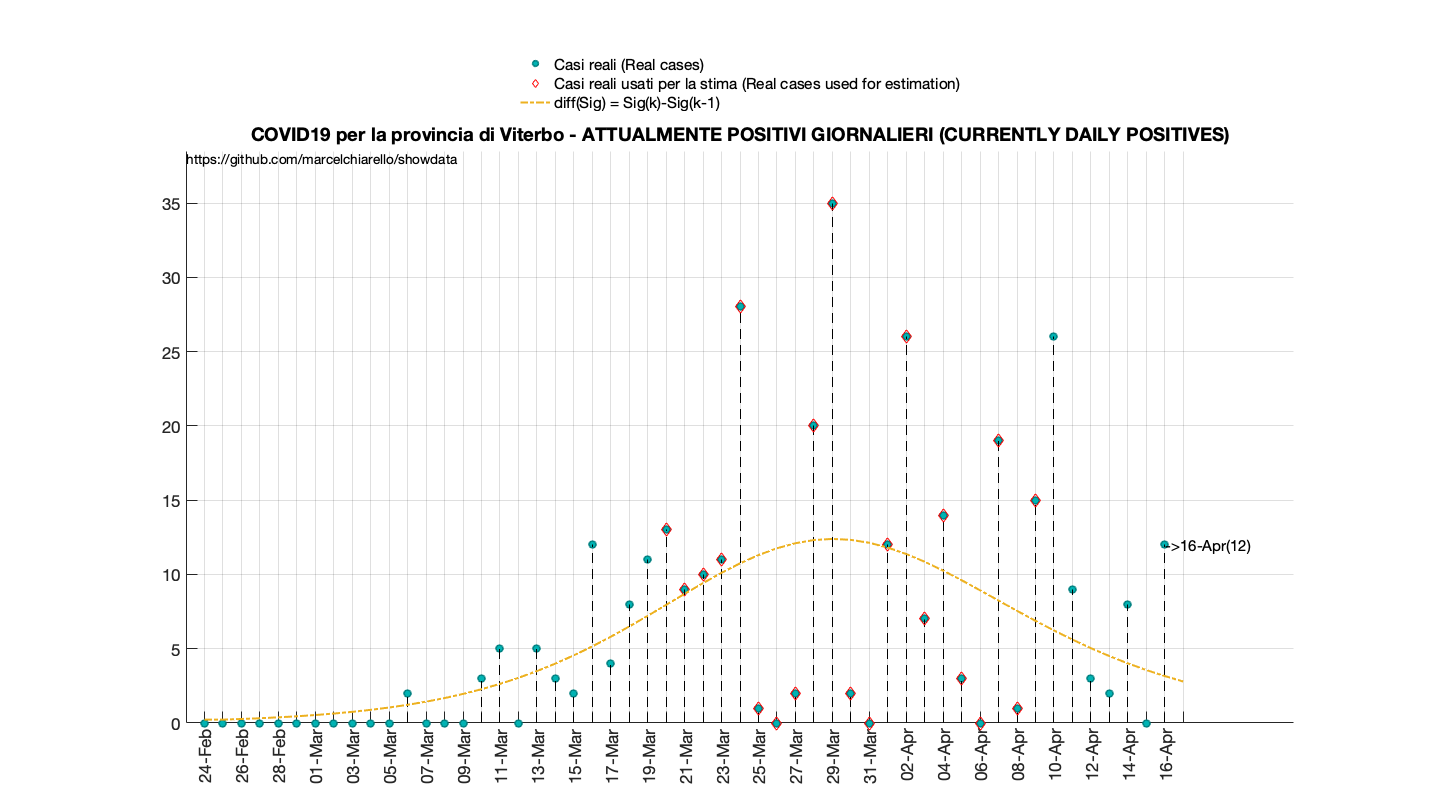 Casi reali (Real cases)
Casi reali usati per la stima (Real cases used for estimation)
diff(Sig) = Sig(k)-Sig(k-1)
COVID19 per la provincia di Viterbo - ATTUALMENTE POSITIVI GIORNALIERI (CURRENTLY DAILY POSITIVES)
https://github.com/marcelchiarello/showdata
35
30
25
20
15
10
5
0
>16-Apr(12)
24-Feb
26-Feb
28-Feb
01-Mar
03-Mar
05-Mar
07-Mar
09-Mar
11-Mar
13-Mar
15-Mar
17-Mar
19-Mar
21-Mar
23-Mar
25-Mar
27-Mar
29-Mar
31-Mar
02-Apr
04-Apr
06-Apr
08-Apr
10-Apr
12-Apr
14-Apr
16-Apr